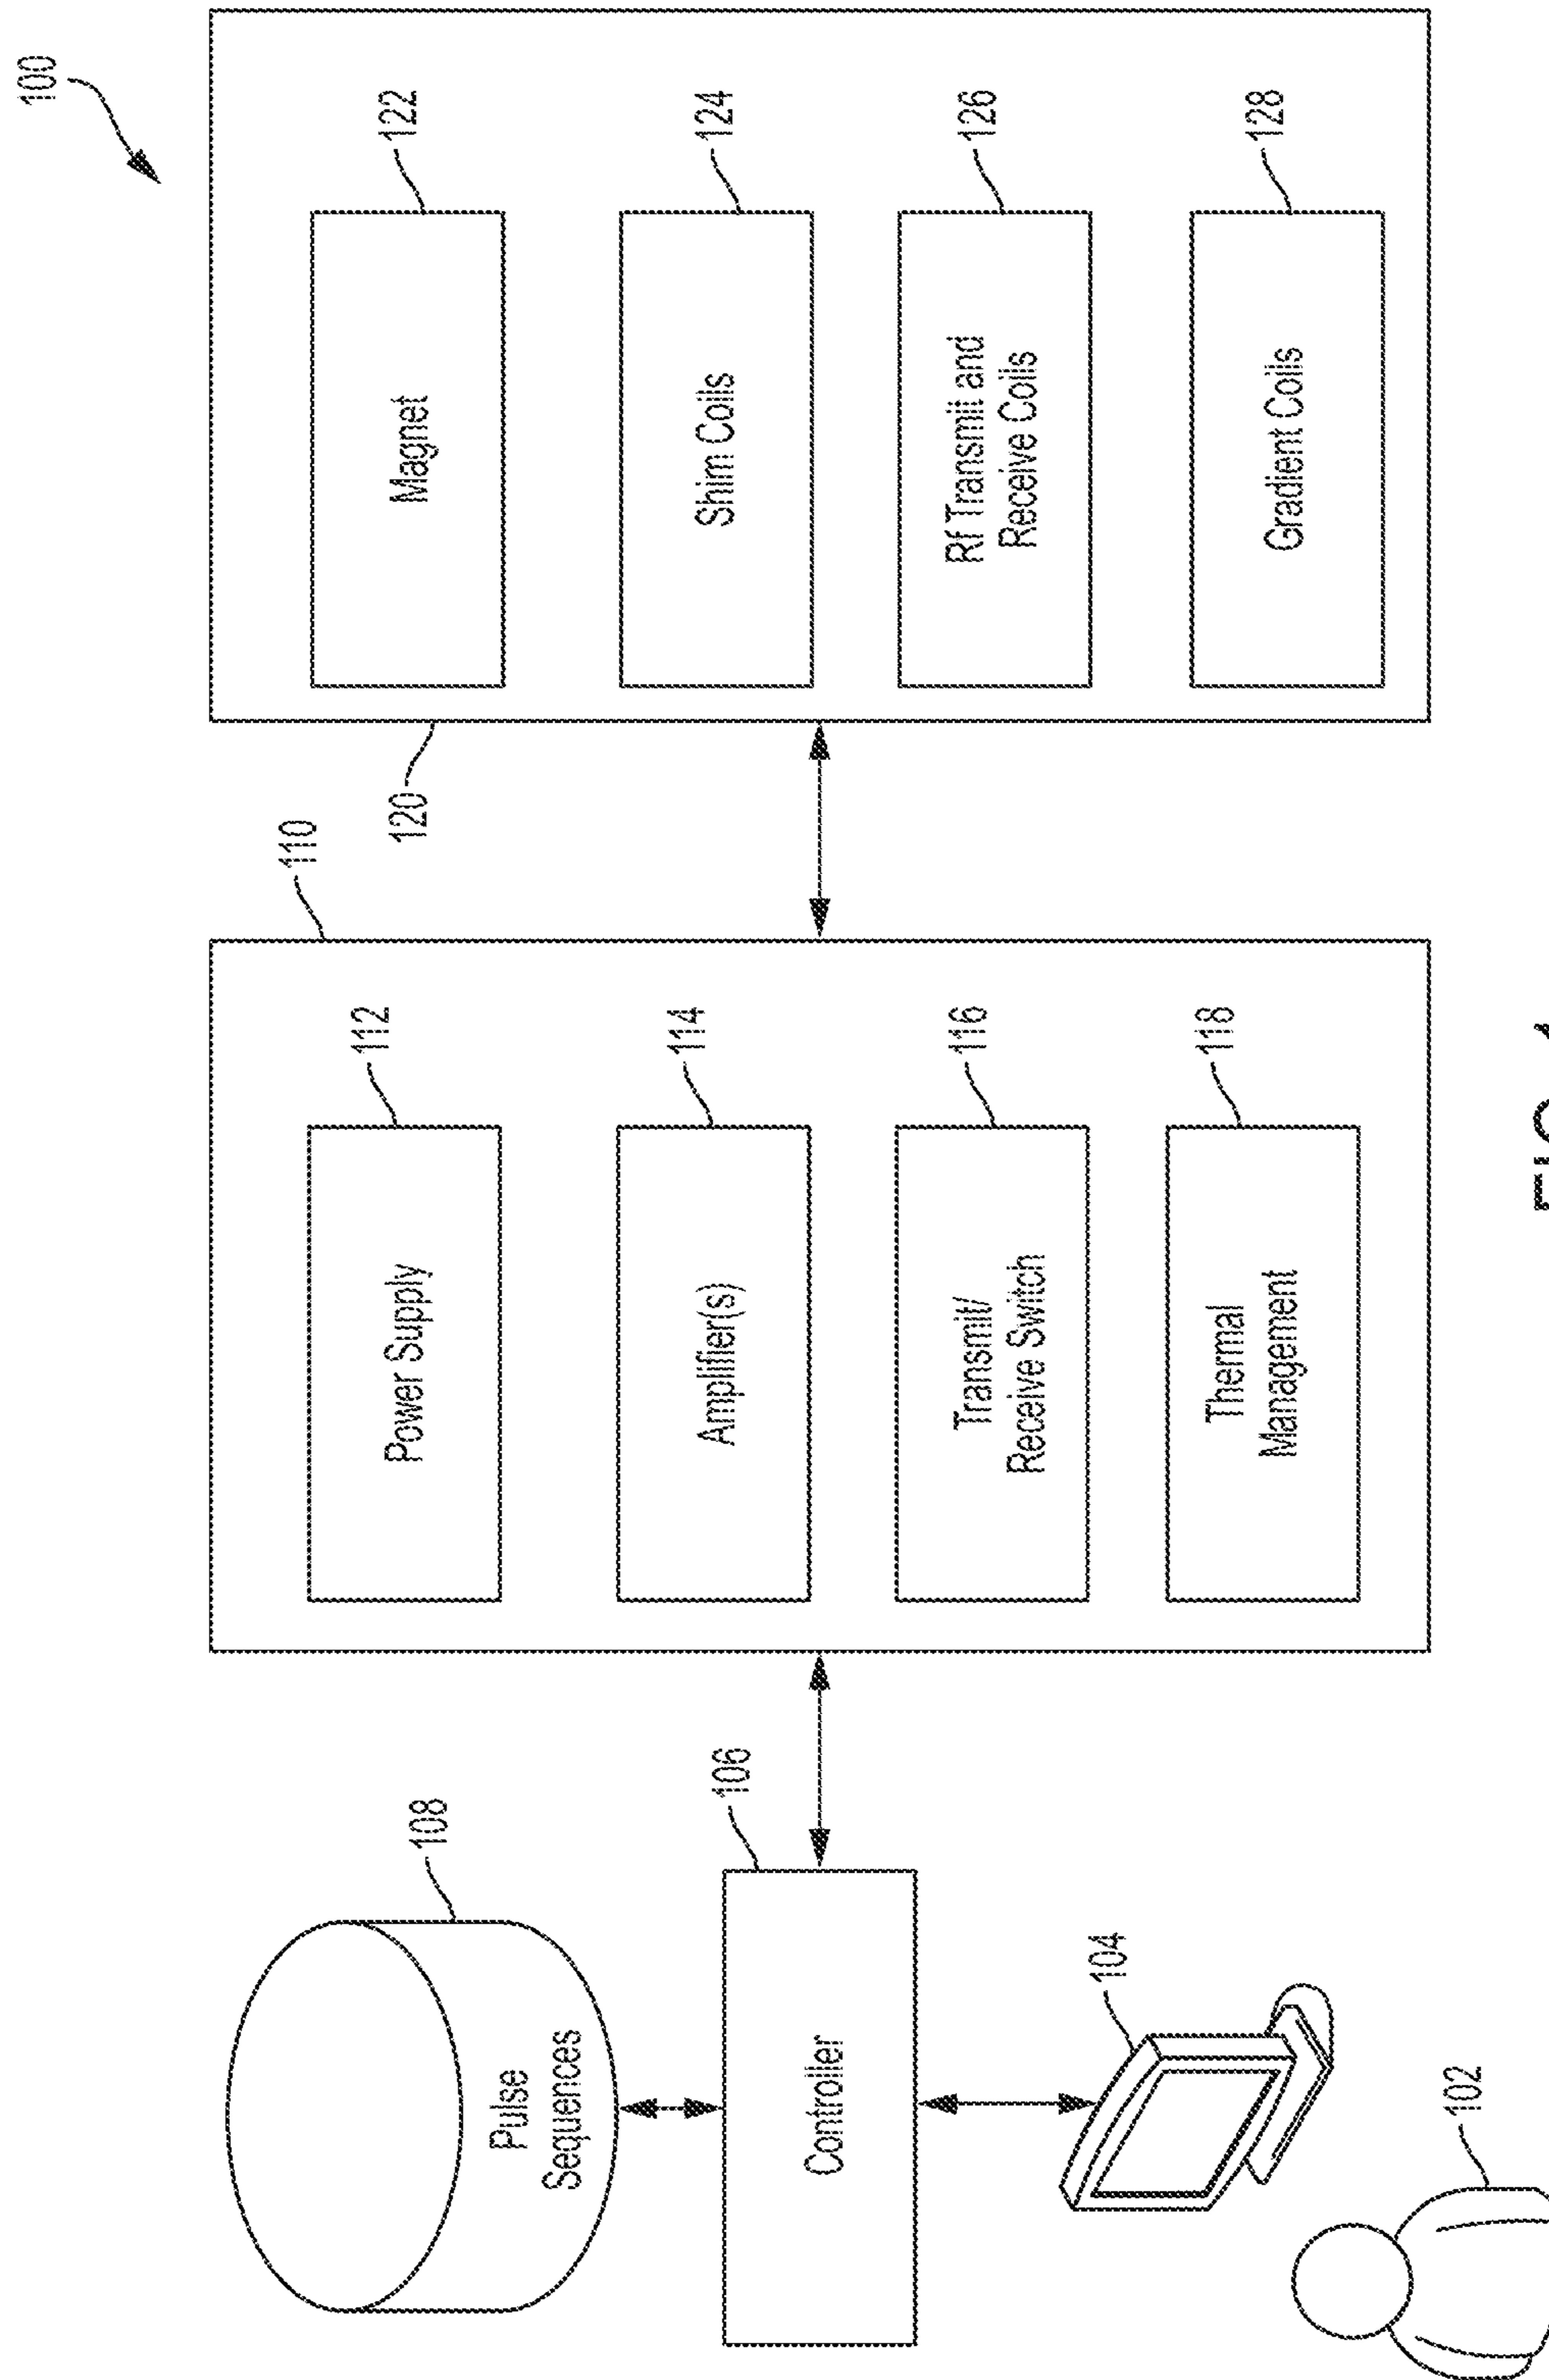 100
108
Pulse
Sequences
106
Controller
104
102
110
112
Power Supply
114
Amplifier(s)
116
Transmit/
Receive Switch
118
Thermal
Management
120
122
Magnet
124
Shim Coils
126
Rf Transmit and
Receive Coils
128
Gradient Coils